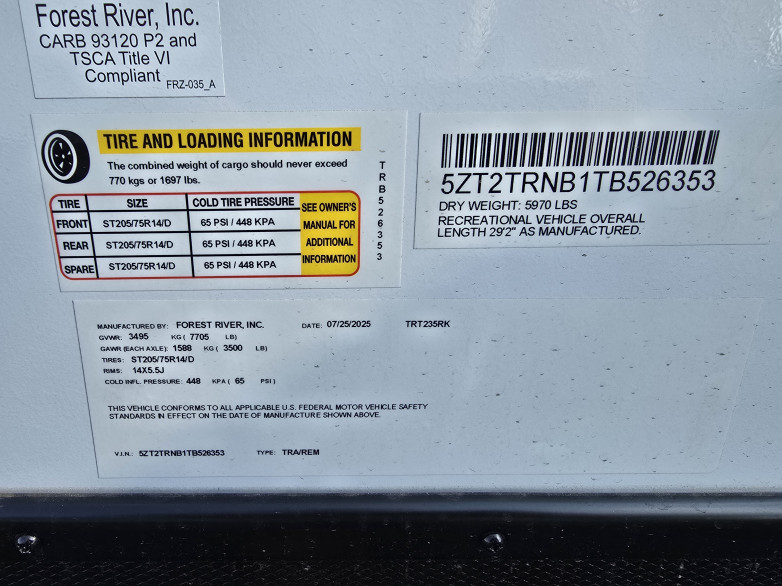 Forest River, Inc.
CARB 93120 P2 and
TSCA Title VI
Compliant FRZ-035_A
TIRE AND LOADING INFORMATION
The combined weight of cargo should never exceed
770 kgs or 1697 lbs.
TIRE SIZE COLD TIRE PRESSURE
FRONT ST205/75R14/D 65 PSI / 448 KPA
REAR ST205/75R14/D 65 PSI / 448 KPA
SPARE ST205/75R14/D 65 PSI / 448 KPA
SEE OWNER'S
MANUAL FOR
ADDITIONAL
INFORMATION
TRB526353
5ZT2TRNB1TB526353
DRY WEIGHT: 5970 LBS
RECREATIONAL VEHICLE OVERALL
LENGTH 29'2" AS MANUFACTURED.
MANUFACTURED BY: FOREST RIVER, INC. DATE: 07/25/2025 TRT235RK
GVWR: 3495 KG ( 7705 LB)
GAWR (EACH AXLE): 1588 KG ( 3500 LB)
TIRES: ST205/75R14/D
RIMS: 14X5.5J
COLD INFL. PRESSURE: 448 KPA ( 65 PSI )
THIS VEHICLE CONFORMS TO ALL APPLICABLE U.S. FEDERAL MOTOR VEHICLE SAFETY
STANDARDS IN EFFECT ON THE DATE OF MANUFACTURE SHOWN ABOVE.
V.I.N.: 5ZT2TRNB1TB526353 TYPE: TRA/REM